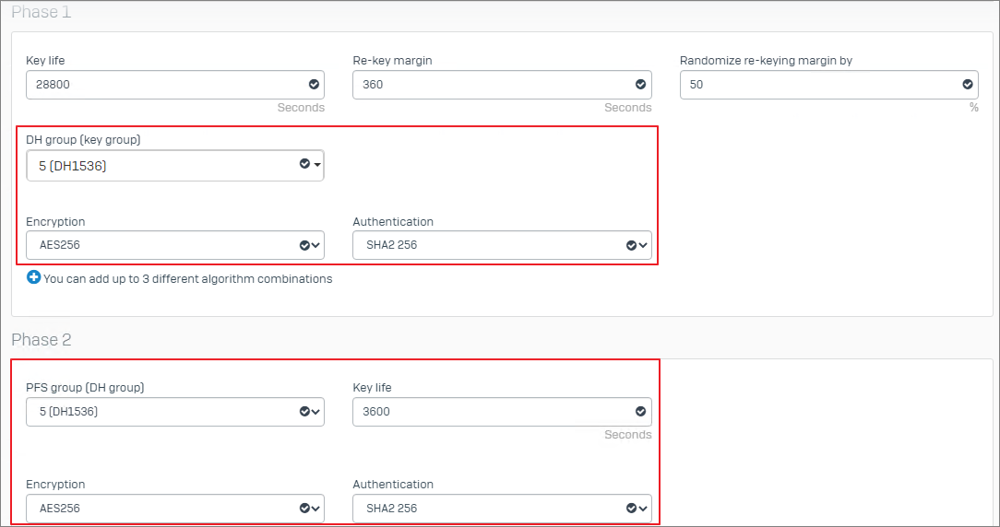 Phase 1
Key life Re-key margin Randomize re-keying margin by
28800 360 50
Seconds Seconds %
DH group (key group)
5 (DH1536)
Encryption Authentication
AES256 SHA2 256
You can add up to 3 different algorithm combinations
Phase 2
PFS group (DH group) Key life
5 (DH1536) 3600
Seconds
Encryption Authentication
AES256 SHA2 256